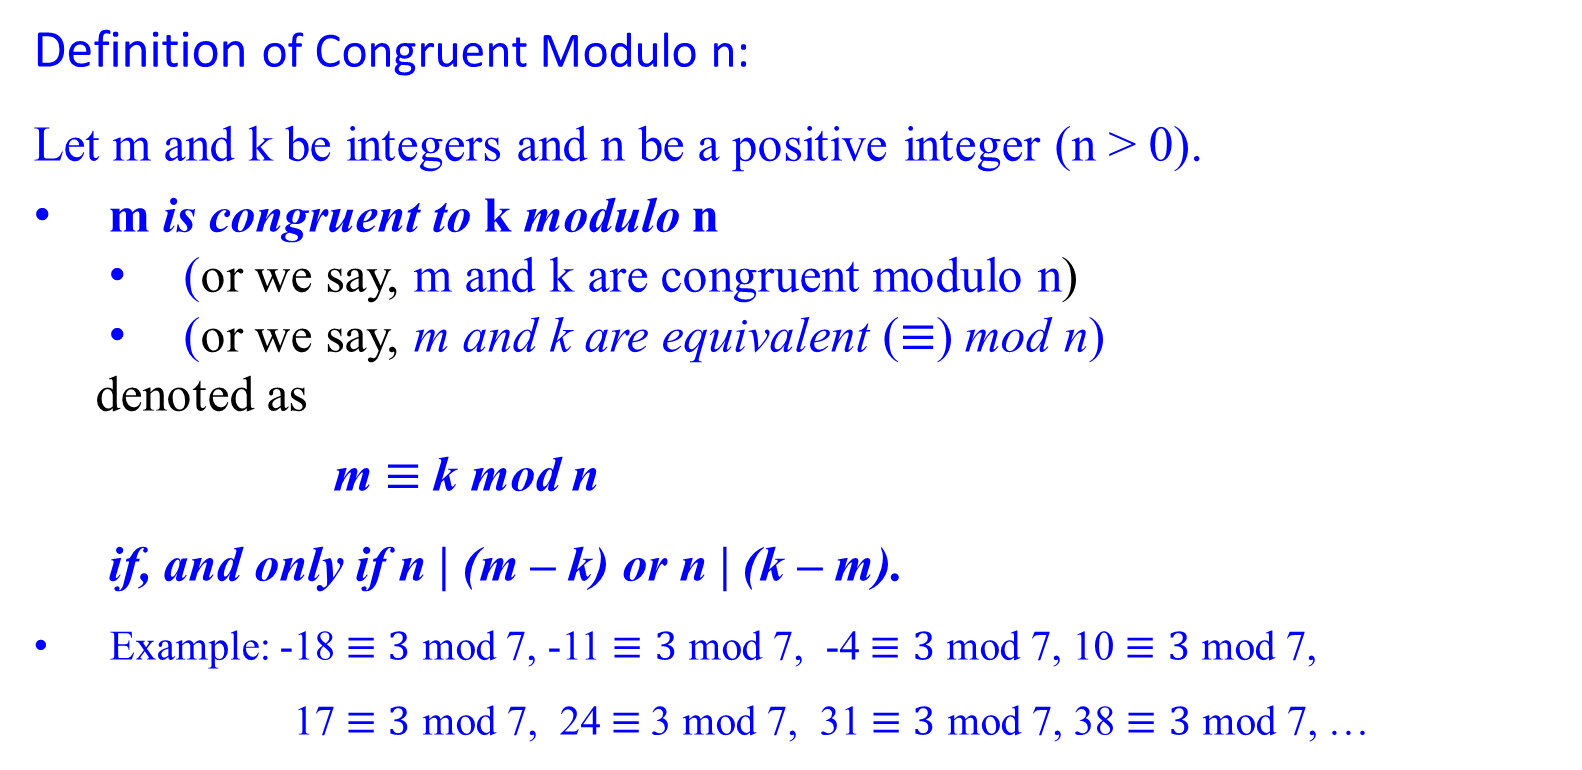 Definition of Congruent Modulo n:
Let m and k be integers and n be a positive integer (n > 0).
• m is congruent to k modulo n
• (or we say, m and k are congruent modulo n)
• (or we say, m and k are equivalent (≡) mod n)
denoted as
m ≡ k mod n
if, and only if n | (m – k) or n | (k – m).
• Example: -18 ≡ 3 mod 7, -11 ≡ 3 mod 7, -4 ≡ 3 mod 7, 10 ≡ 3 mod 7,
17 ≡ 3 mod 7, 24 ≡ 3 mod 7, 31 ≡ 3 mod 7, 38 ≡ 3 mod 7, …